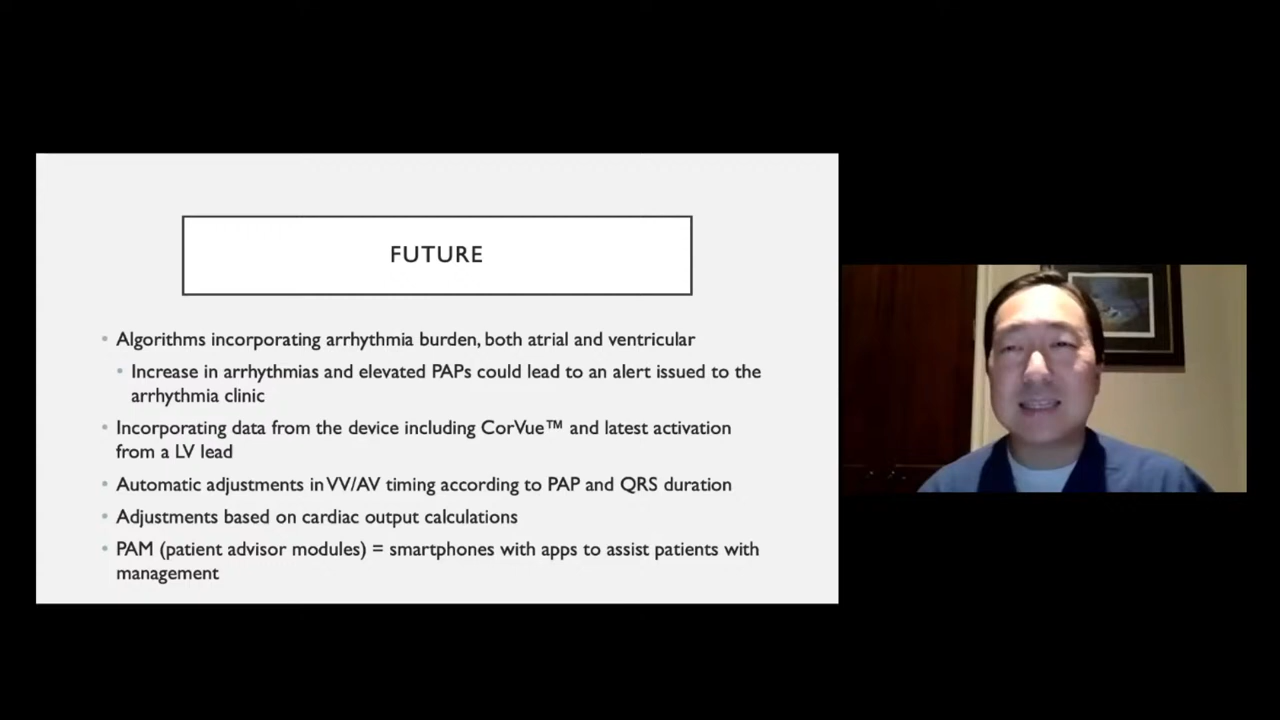 FUTURE
Algorithms incorporating arrhythmia burden, both atrial and ventricular
Increase in arrhythmias and elevated PAPs could lead to an alert issued to the
arrhythmia clinic
Incorporating data from the device including CorVue™ and latest activation
from a LV lead
Automatic adjustments in VV/AV timing according to PAP and QRS duration
Adjustments based on cardiac output calculations
PAM (patient advisor modules) = smartphones with apps to assist patients with
management